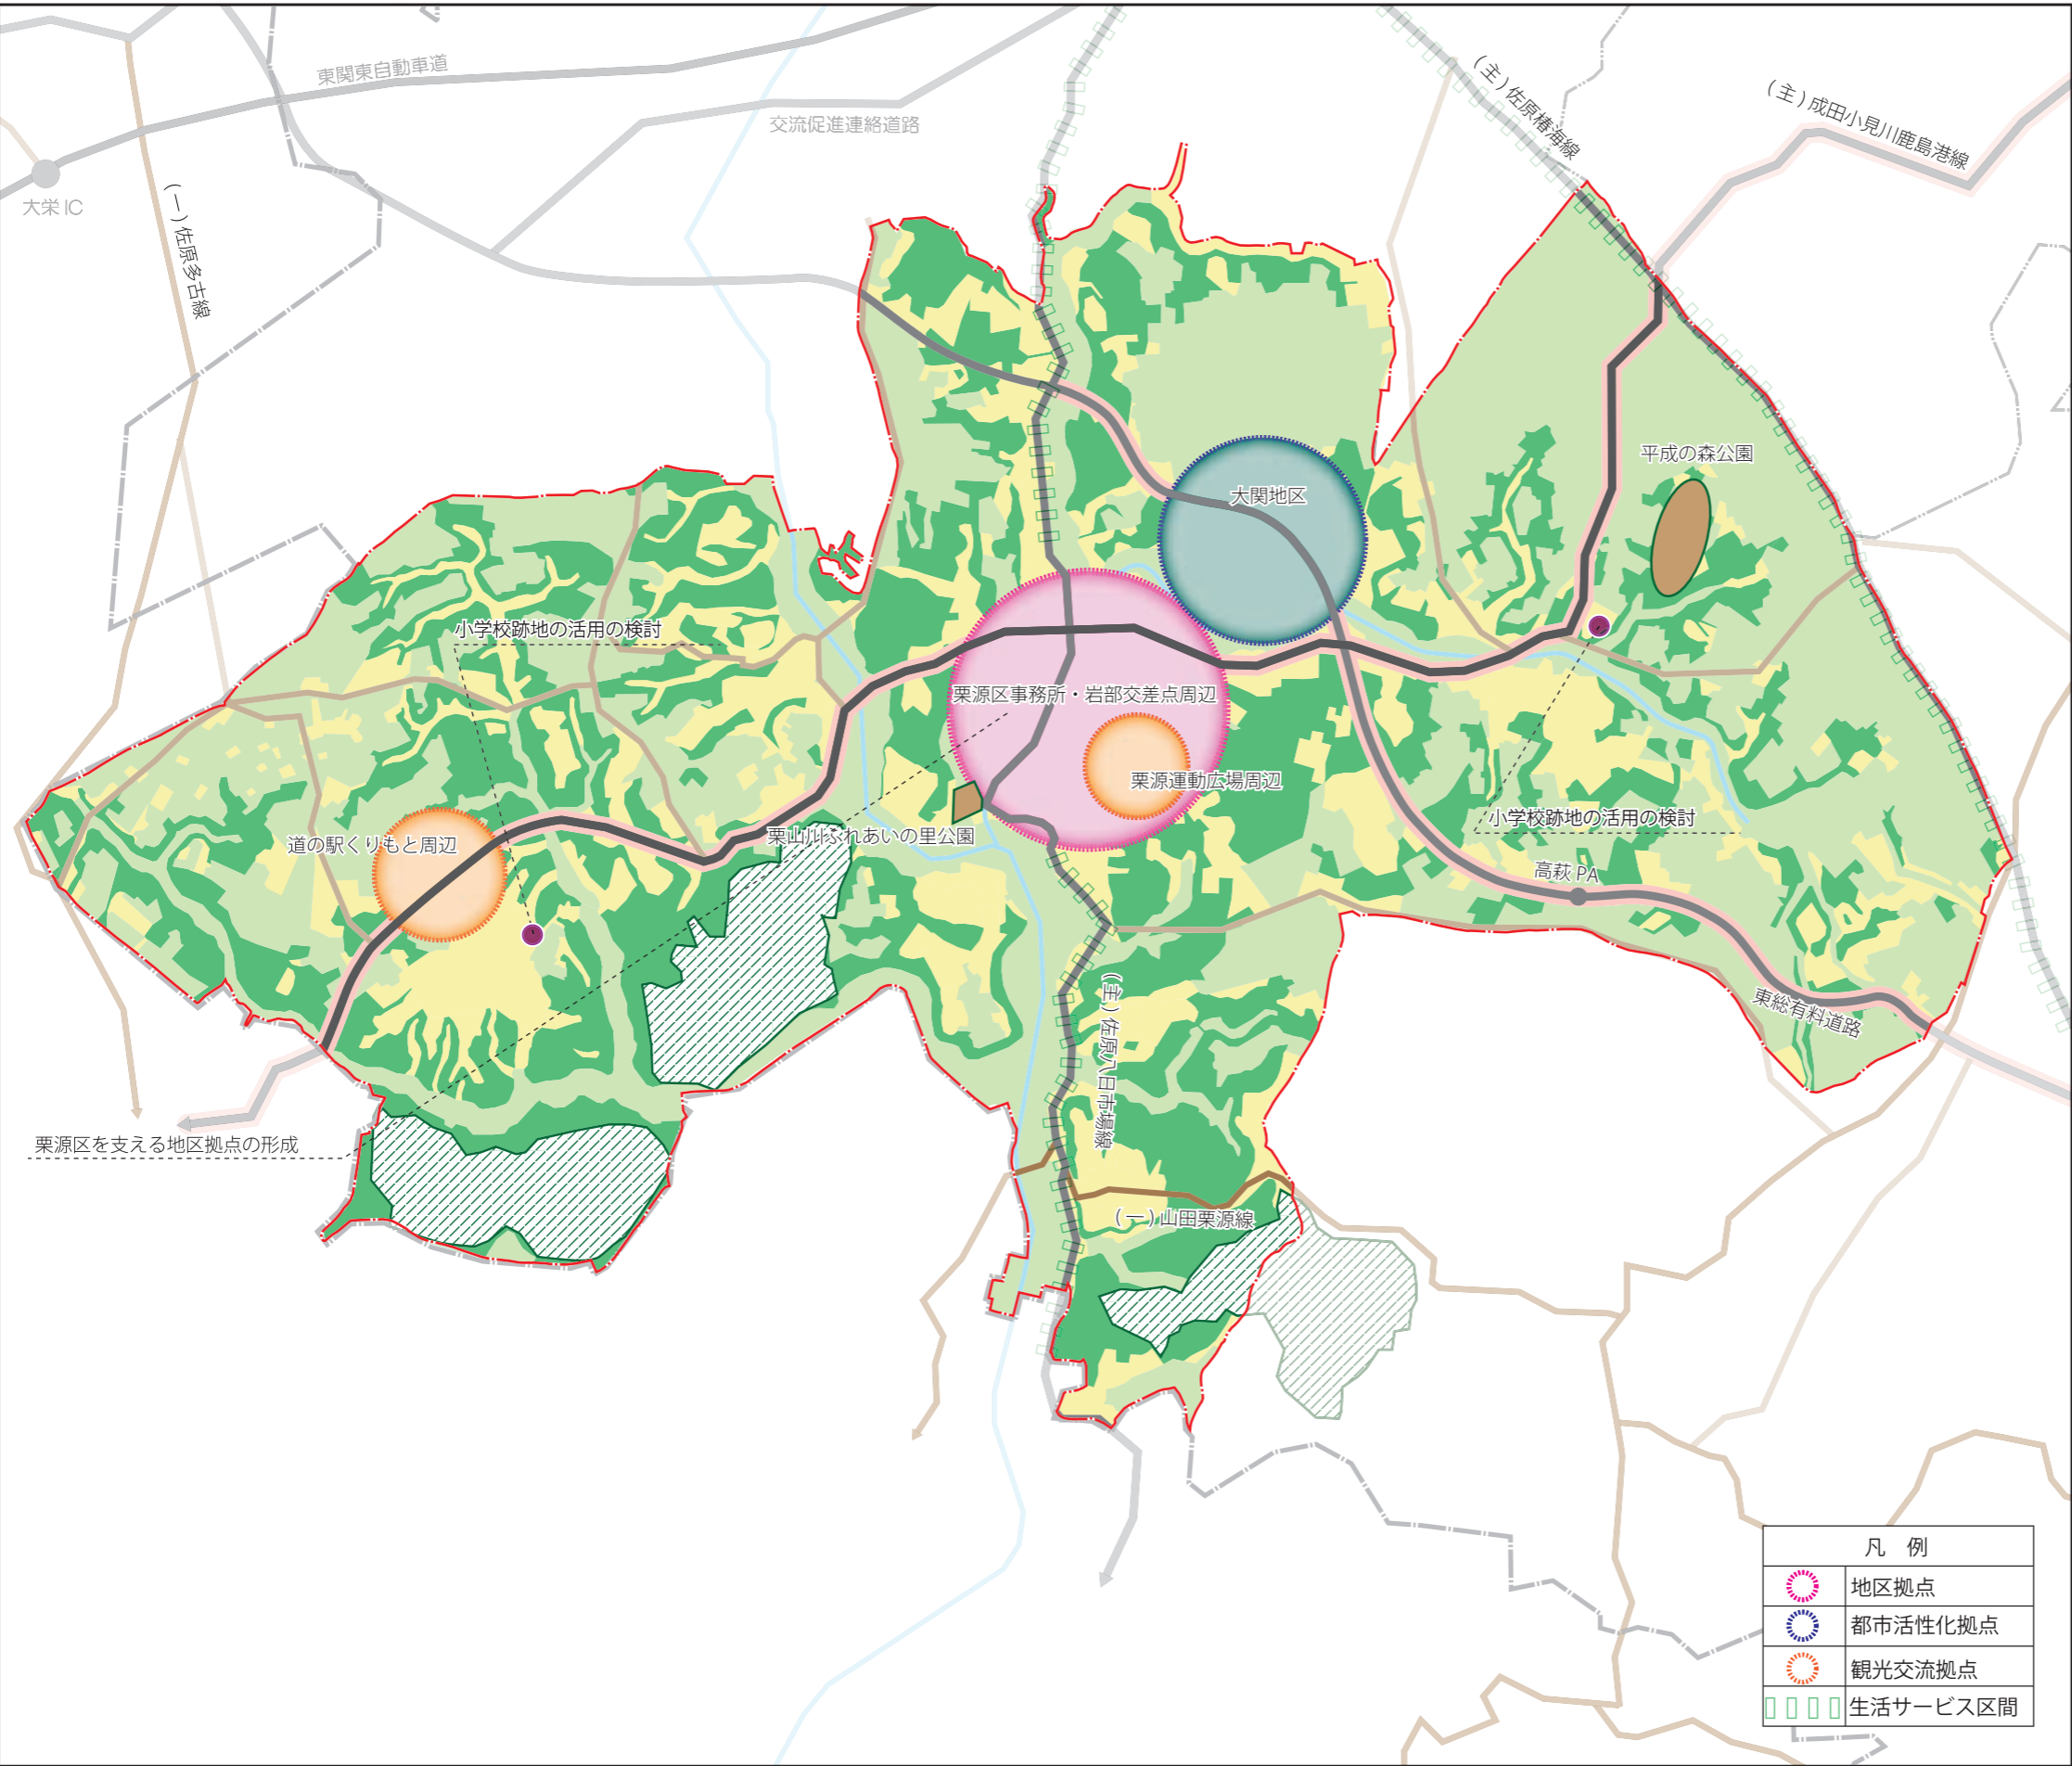 東関東自動車道
交流促進連絡道路
(主)佐原椿海線
(主)成田小見川鹿島港線
大栄IC
(一)佐原多古線
平成の森公園
大関地区
小学校跡地の活用の検討
栗源区事務所・岩部交差点周辺
栗源運動広場周辺
小学校跡地の活用の検討
道の駅くりもと周辺
栗山川ふれあいの里公園
高萩PA
東総有料道路
(主)佐原八日市場線
栗源区を支える地区拠点の形成
(一)山田栗源線
凡 例
地区拠点
都市活性化拠点
観光交流拠点
生活サービス区間